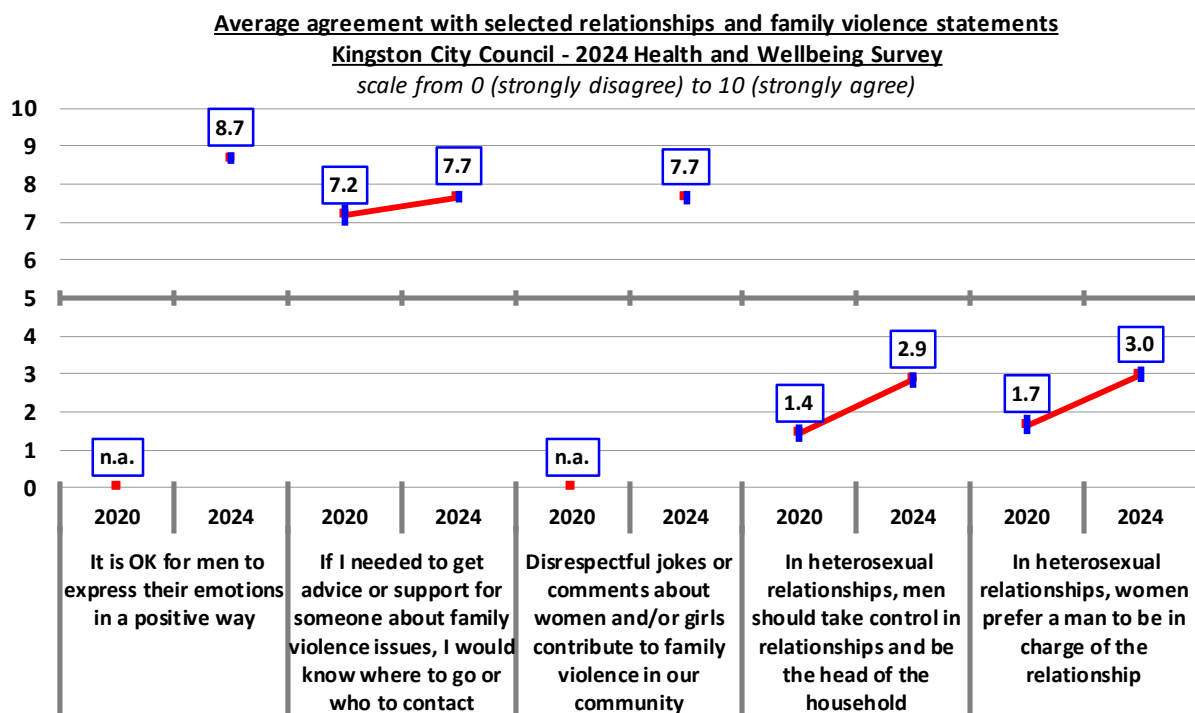 Average agreement with selected relationships and family violence statements
Kingston City Council - 2024 Health and Wellbeing Survey
scale from 0 (strongly disagree) to 10 (strongly agree)
10
9
8
7
6
5
4
3
2
1
0
n.a.
8.7
7.2
7.7
n.a.
7.7
1.4
2.9
1.7
3.0
2020
2024
2020
2024
2020
2024
2020
2024
2020
2024
It is OK for men to
express their emotions
in a positive way
If I needed to get
advice or support for
someone about family
violence issues, I would
know where to go or
who to contact
Disrespectful jokes or
comments about
women and/or girls
contribute to family
violence in our
community
In heterosexual
relationships, men
should take control in
relationships and be
the head of the
household
In heterosexual
relationships, women
prefer a man to be in
charge of the
relationship